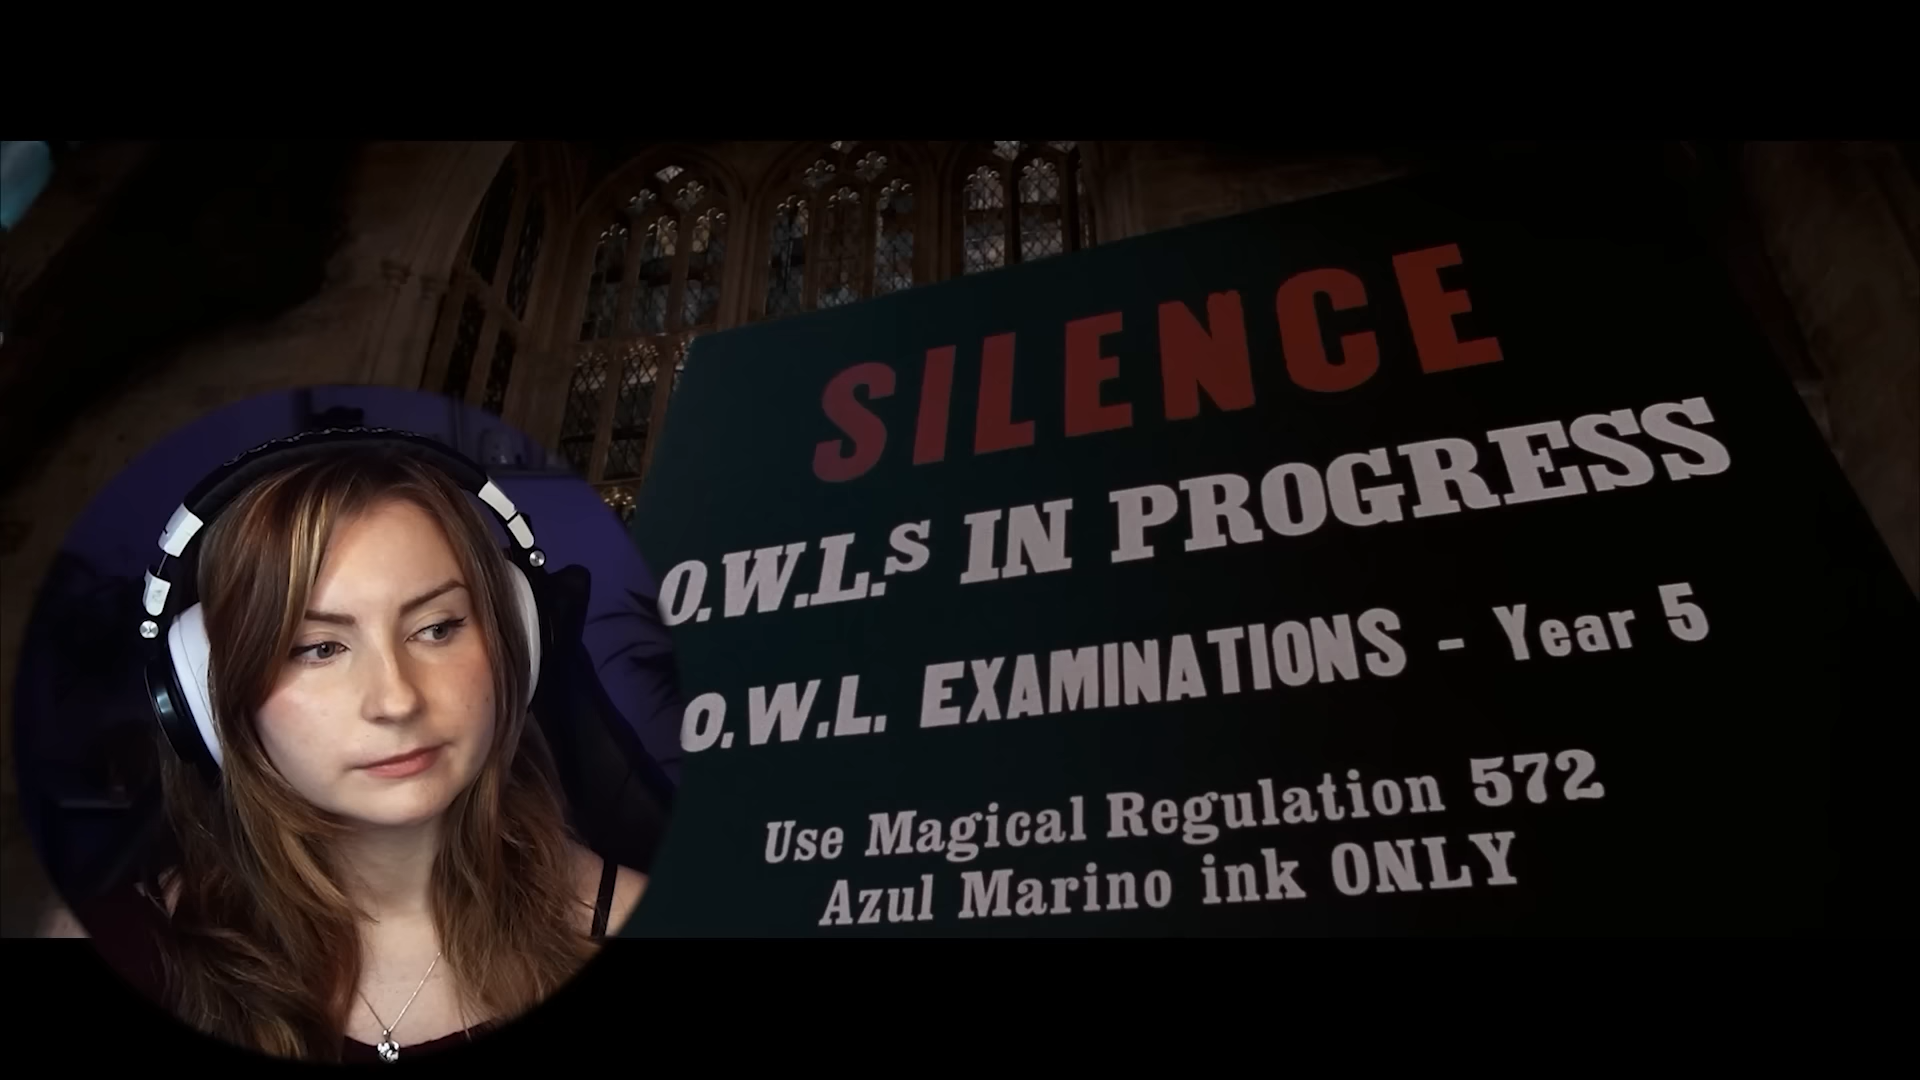 SILENCE
O.W.L.s IN PROGRESS
O.W.L. EXAMINATIONS - Year 5
Use Magical Regulation 572
Azul Marino ink ONLY